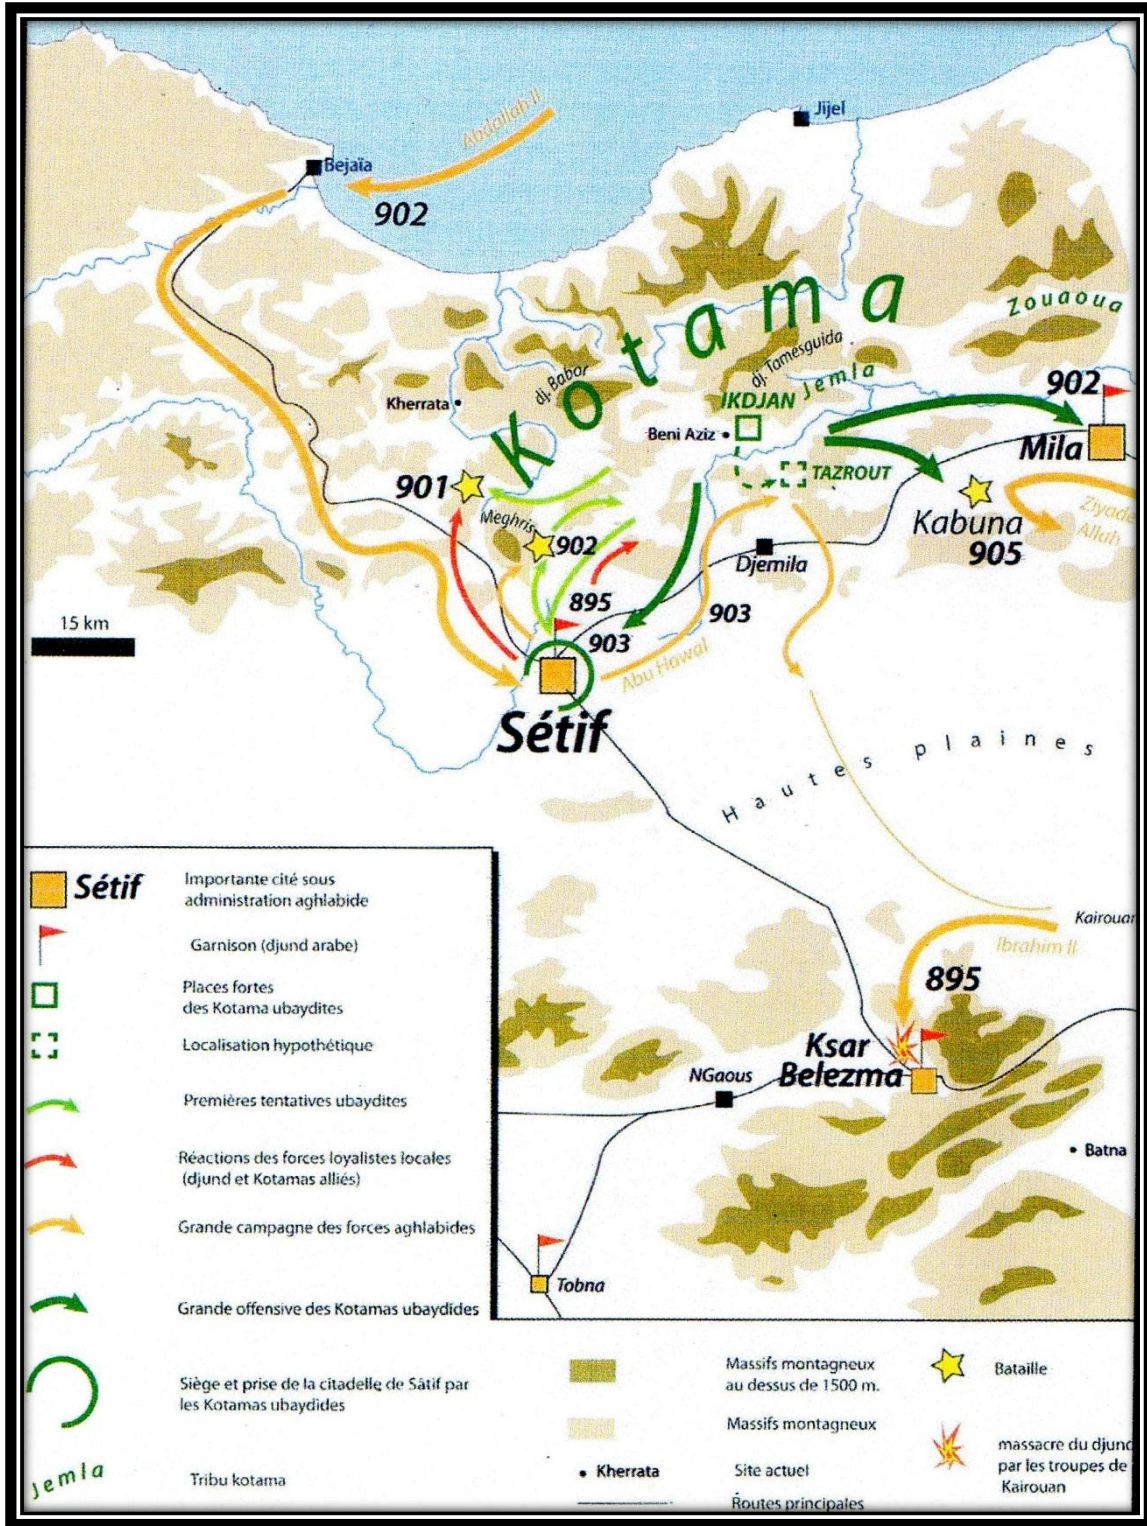 Abdallah II
Jijel
Bejaïa
902
Kotama
Zouaoua
dj. Babor
dj. Tamesguida
Jemla
902
Kherrata
IKDJAN
Beni Aziz
Mila
901
TAZROUT
Meghris
902
Kabuna
905
Ziyadet
Allah
Djemila
15 km
895
903
903
Abu Hawal
Sétif
Hautes plaines
Kairouan
Ibrahim II
895
Ksar
Belezma
NGaous
Batna
Tobna
Sétif
Importante cité sous
administration aghlabide
Garnison (djund arabe)
Places fortes
des Kotama ubaydites
Localisation hypothétique
Premières tentatives ubaydites
Réactions des forces loyalistes locales
(djund et Kotamas alliés)
Grande campagne des forces aghlabides
Grande offensive des Kotamas ubaydides
Siège et prise de la citadelle de Sâtif par
les Kotamas ubaydides
Jemla
Tribu kotama
Massifs montagneux
au dessus de 1500 m.
Massifs montagneux
Kherrata
Site actuel
Routes principales
Bataille
massacre du djund
par les troupes de
Kairouan